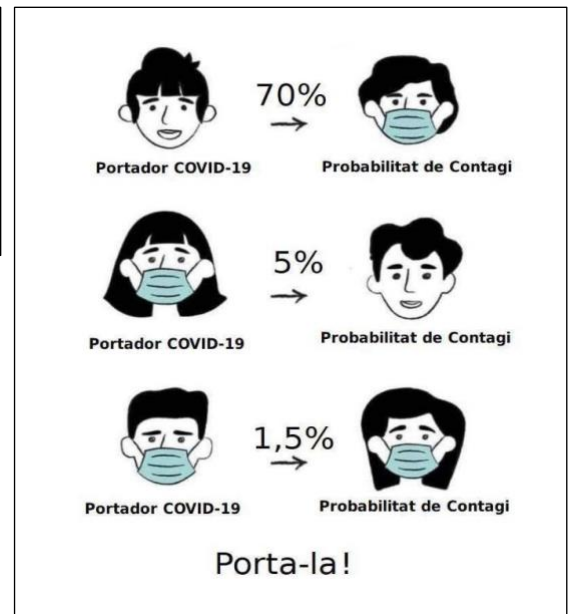 70%
Portador COVID-19
Probabilitat de Contagi
5%
Portador COVID-19
Probabilitat de Contagi
1,5%
Portador COVID-19
Probabilitat de Contagi
Porta-la!